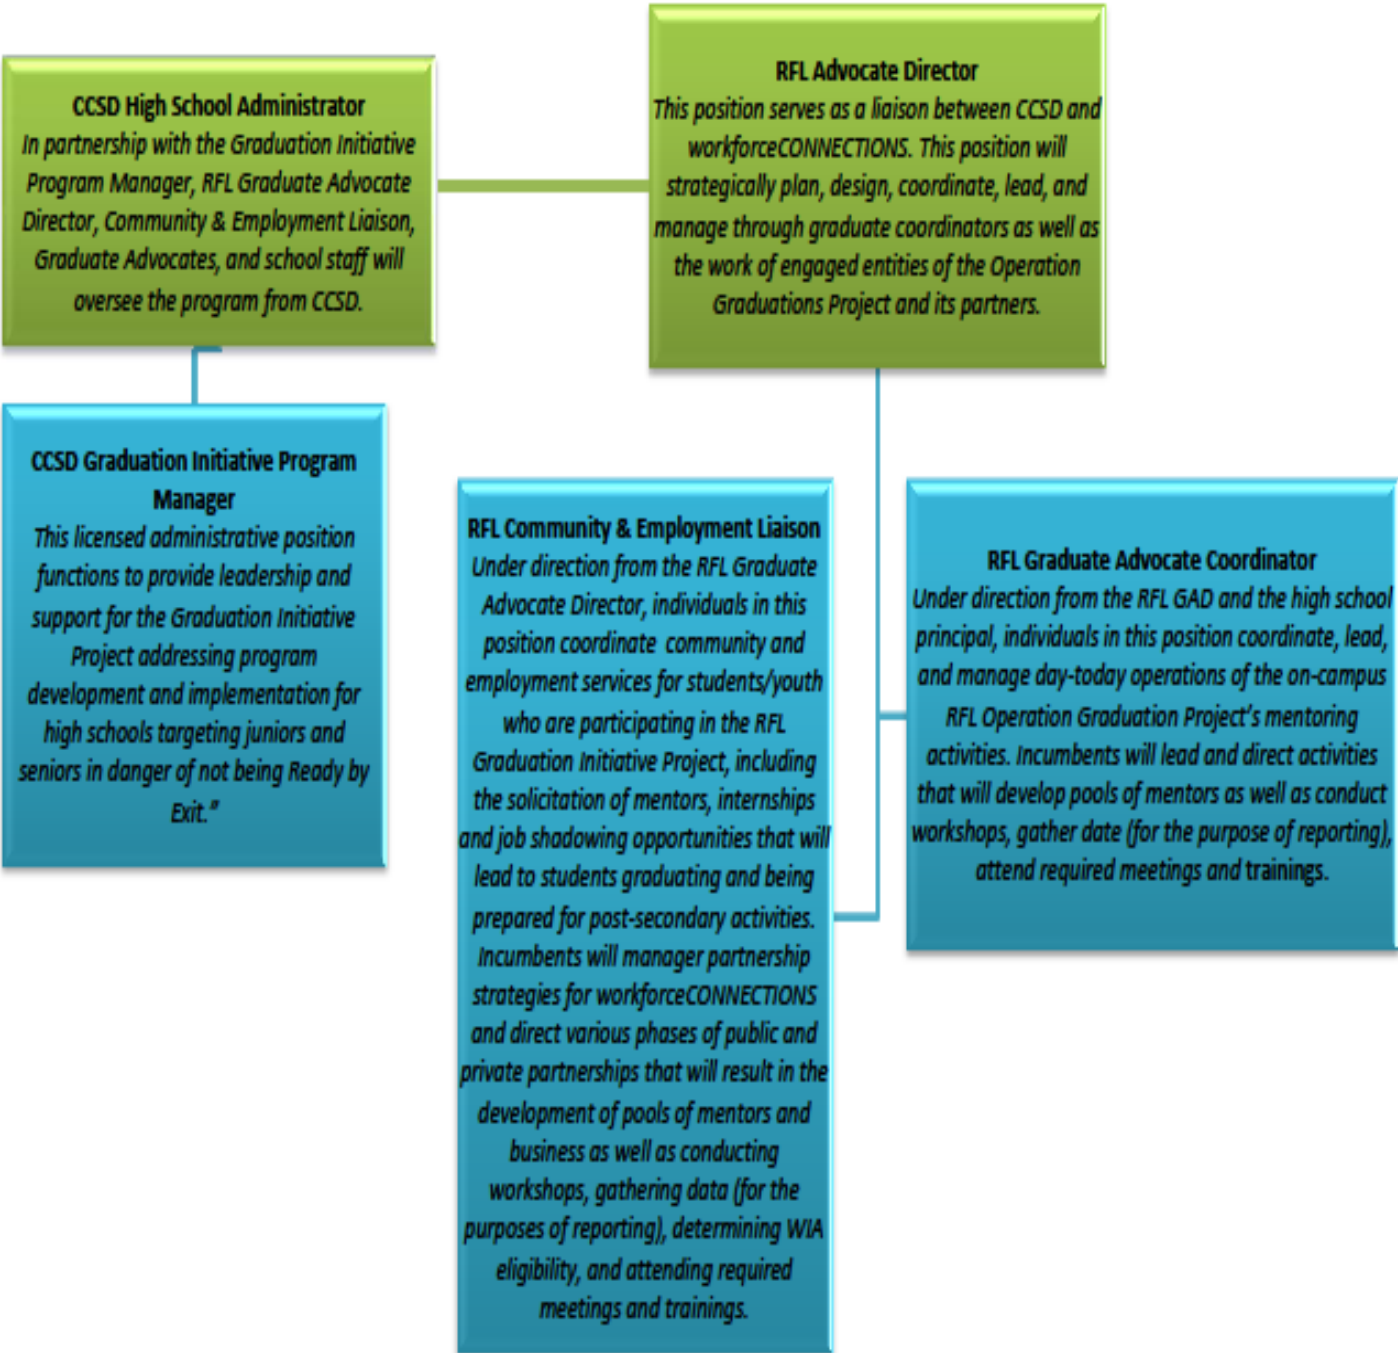 CCSD High School Administrator
In partnership with the Graduation Initiative
Program Manager, RFL Graduate Advocate
Director, Community & Employment Liaison,
Graduate Advocates, and school staff will
oversee the program from CCSD.
RFL Advocate Director
This position serves as a liaison between CCSD and
workforceCONNECTIONS. This position will
strategically plan, design, coordinate, lead, and
manage through graduate coordinators as well as
the work of engaged entities of the Operation
Graduations Project and its partners.
CCSD Graduation Initiative Program
Manager
This licensed administrative position
functions to provide leadership and
support for the Graduation Initiative
Project addressing program
development and implementation for
high schools targeting juniors and
seniors in danger of not being Ready by
Exit.”
RFL Community & Employment Liaison
Under direction from the RFL Graduate
Advocate Director, individuals in this
position coordinate  community and
employment services for students/youth
who are participating in the RFL
Graduation Initiative Project, including
the solicitation of mentors, internships
and job shadowing opportunities that will
lead to students graduating and being
prepared for post-secondary activities.
Incumbents will manager partnership
strategies for workforceCONNECTIONS
and direct various phases of public and
private partnerships that will result in the
development of pools of mentors and
business as well as conducting
workshops, gathering data (for the
purposes of reporting), determining WIA
eligibility, and attending required
meetings and trainings.
RFL Graduate Advocate Coordinator
Under direction from the RFL GAD and the high school
principal, individuals in this position coordinate, lead,
and manage day-today operations of the on-campus
RFL Operation Graduation Project’s mentoring
activities. Incumbents will lead and direct activities
that will develop pools of mentors as well as conduct
workshops, gather date (for the purpose of reporting),
attend required meetings and trainings.